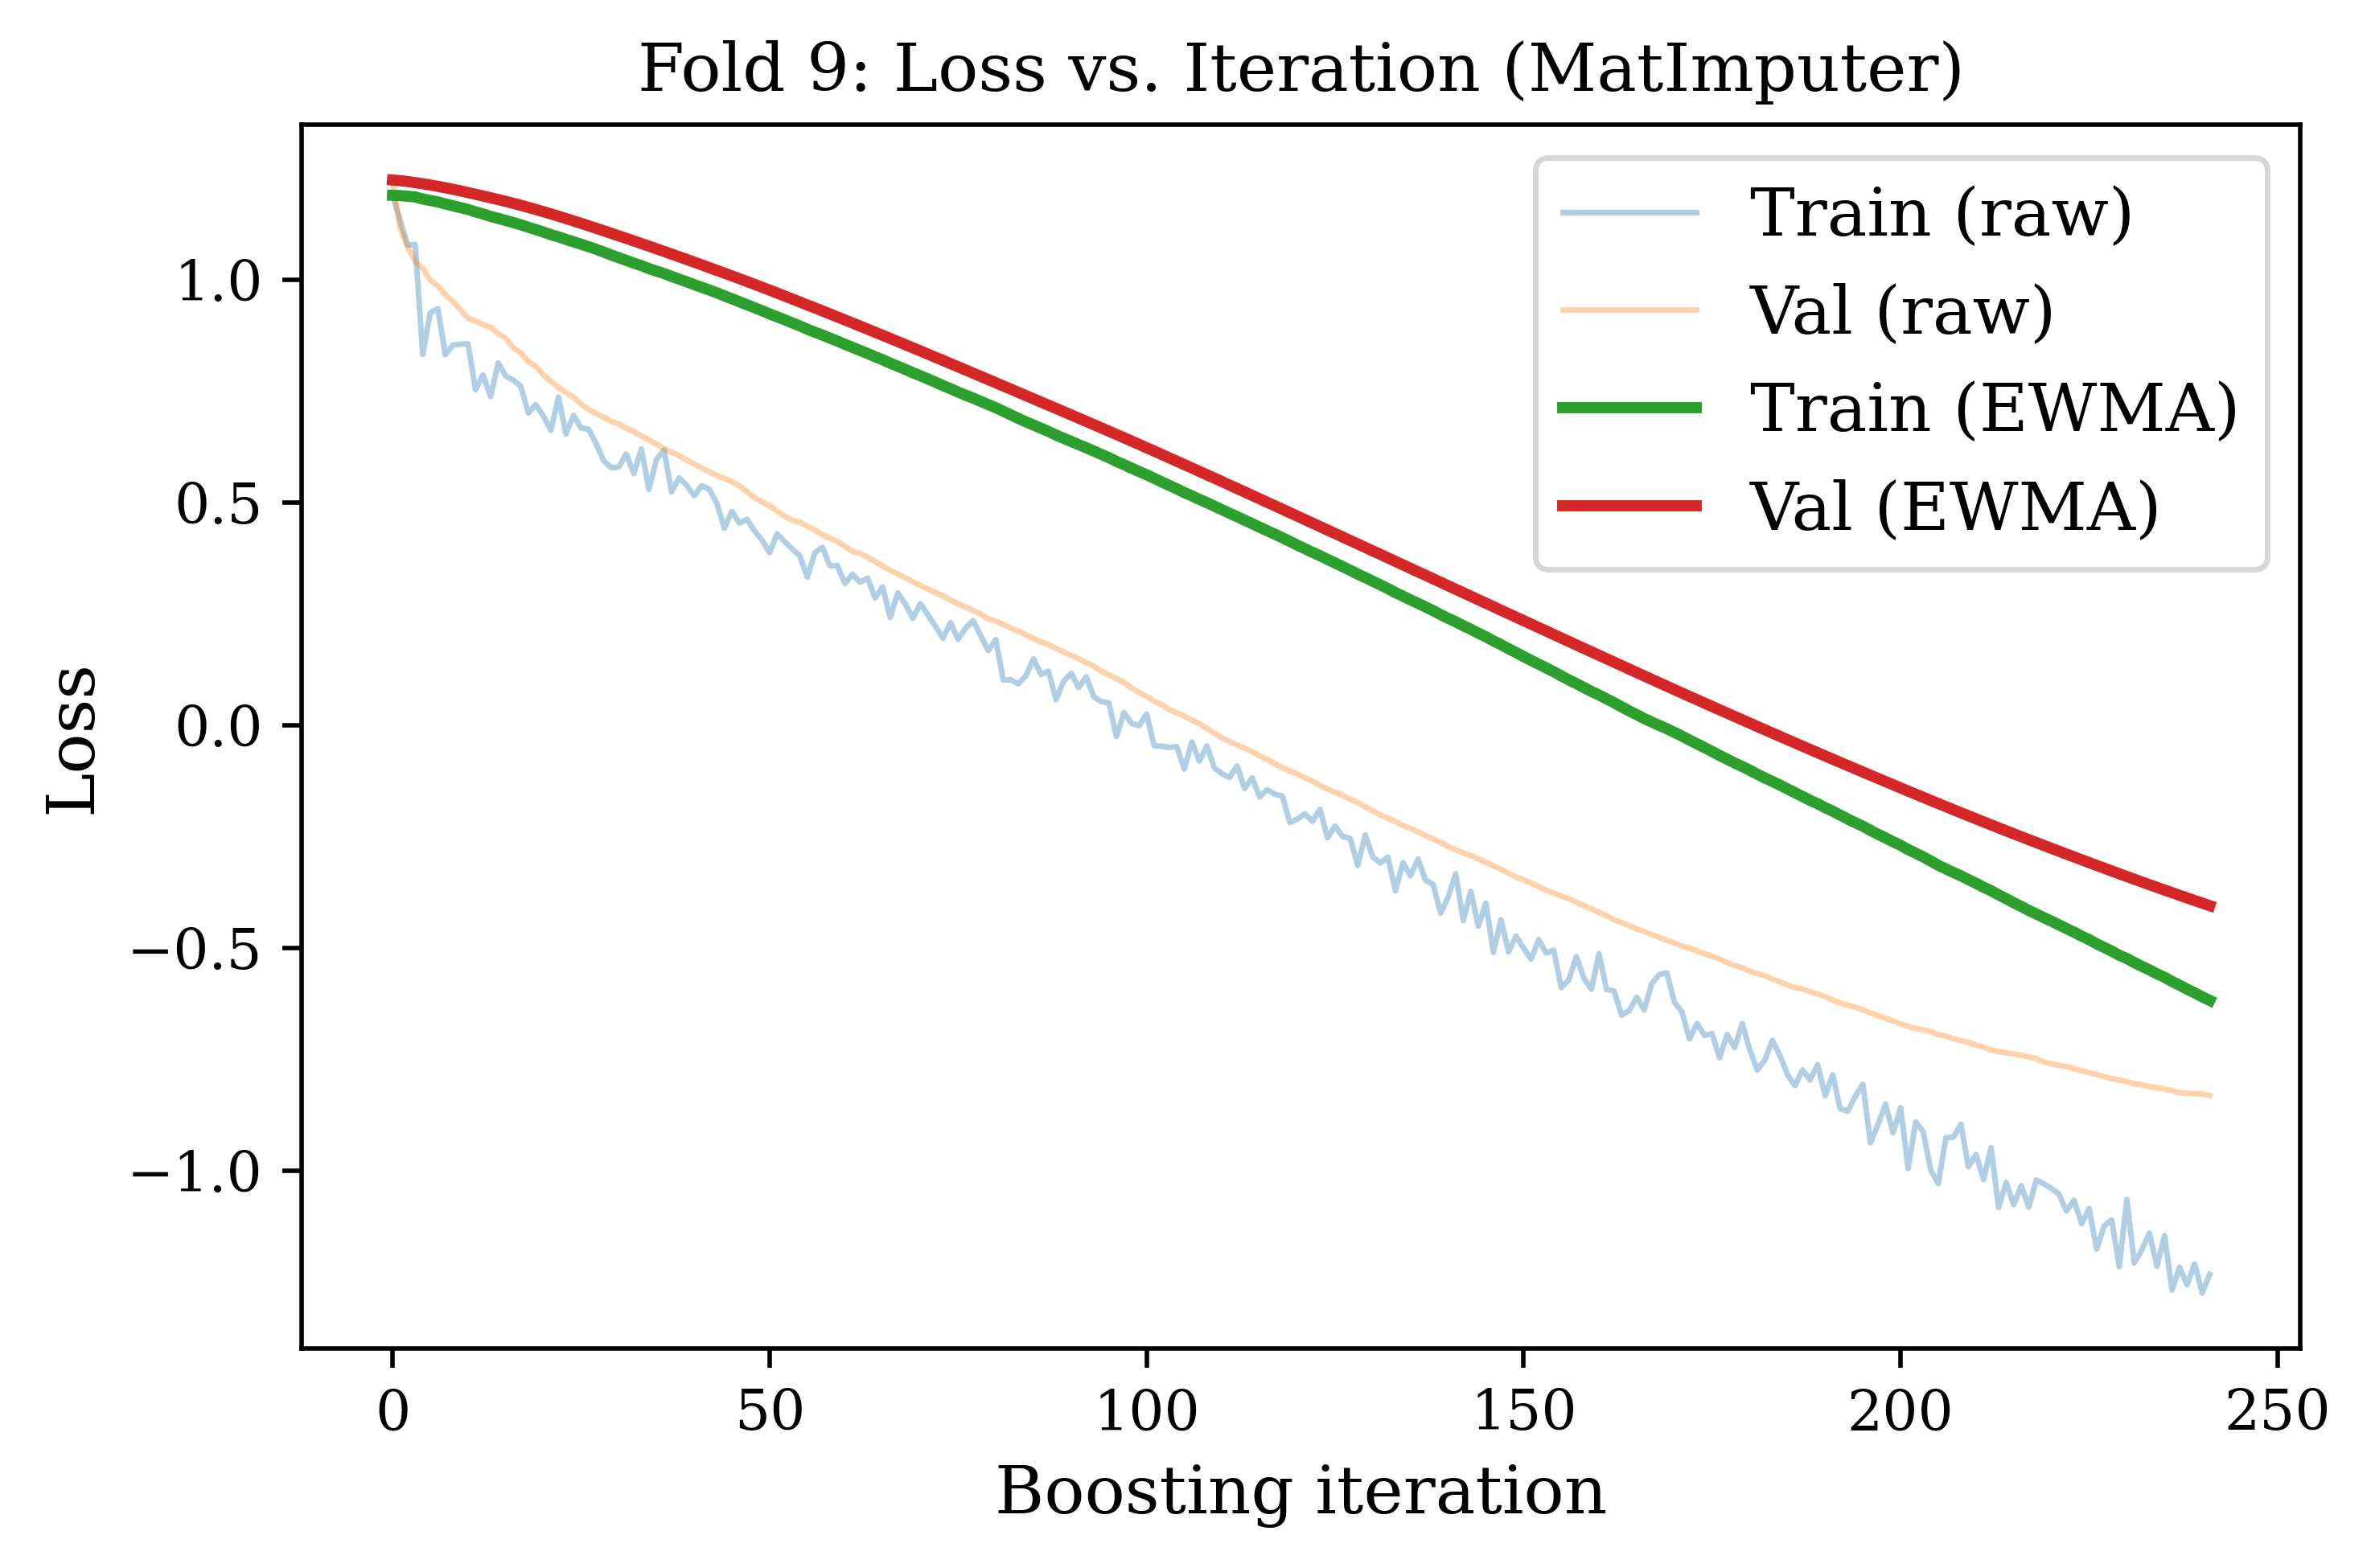 Fold 9: Loss vs. Iteration (MatImputer)
Train (raw)
Val (raw)
Train (EWMA)
Val (EWMA)
Loss
1.0
0.5
0.0
−0.5
−1.0
0 50 100 150 200 250
Boosting iteration